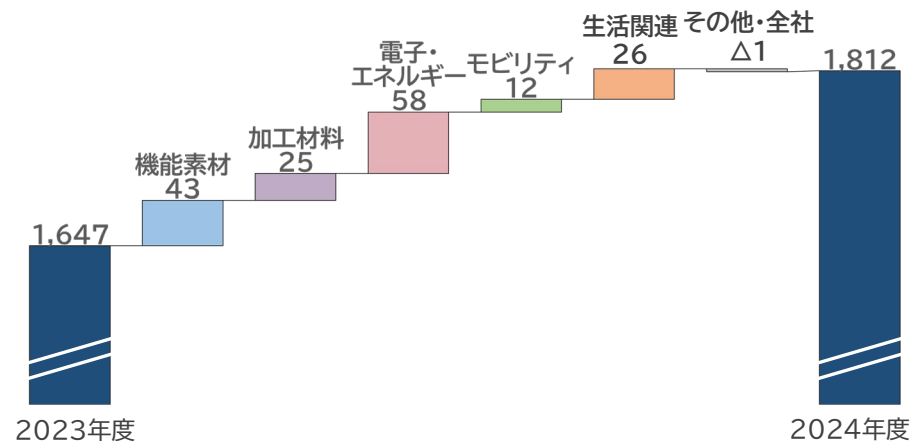 1,647
機能素材
43
加工材料
25
電子・
エネルギー
58
モビリティ
12
生活関連
26
その他・全社
△1
1,812
2023年度
2024年度